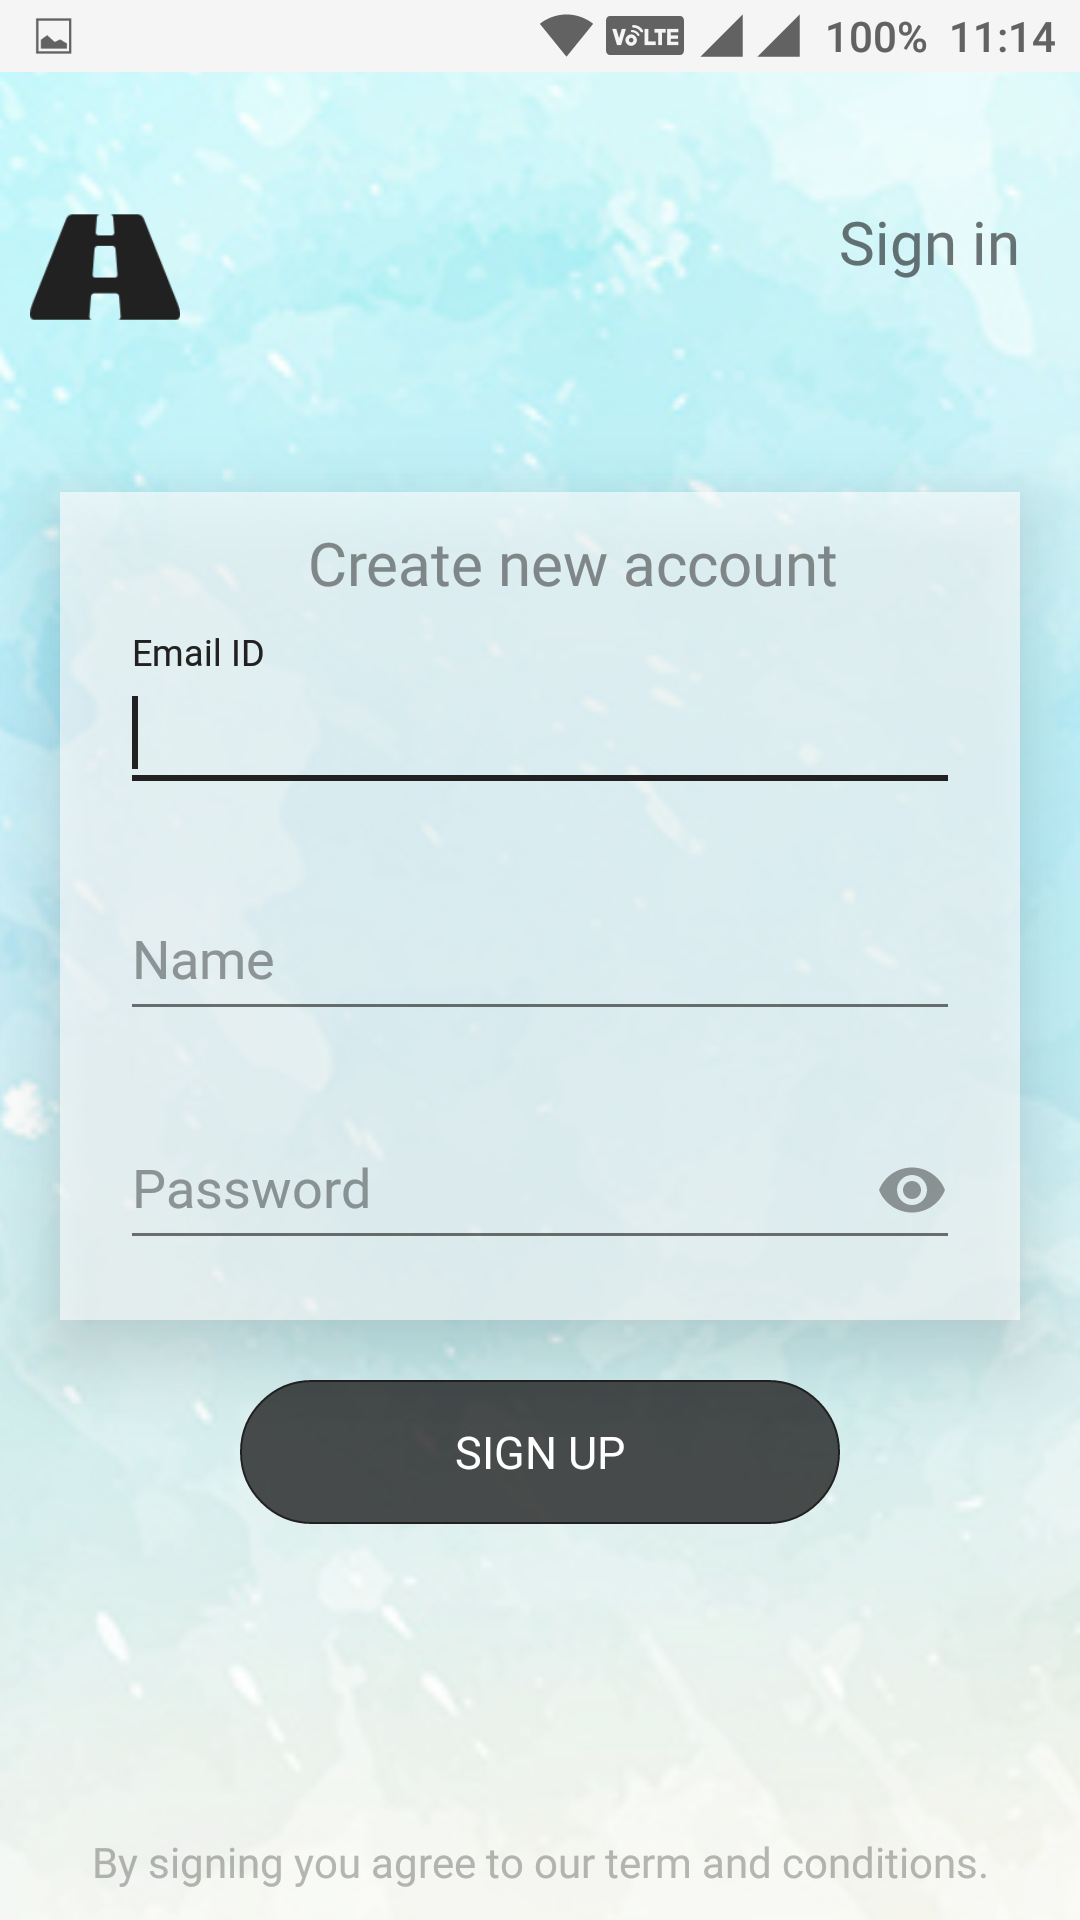 VoLTE 100% 11:14
Sign in
Create new account
Email ID
Name
Password
SIGN UP
By signing you agree to our term and conditions.